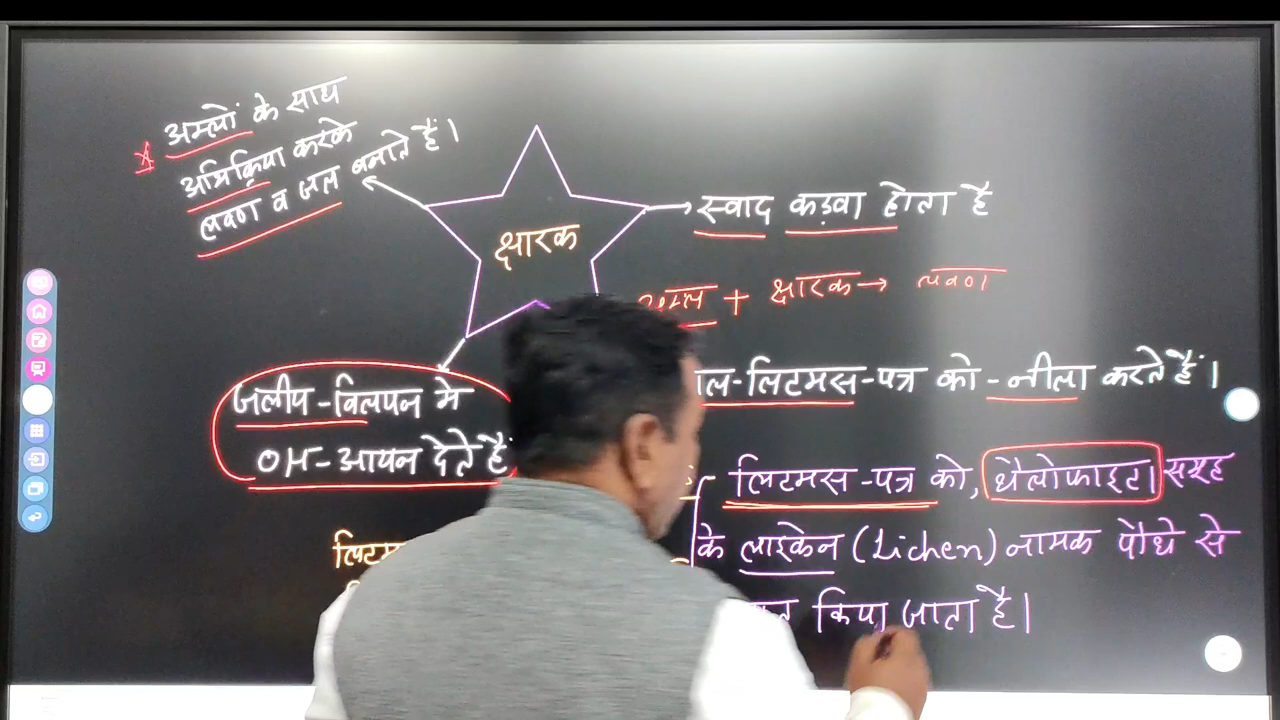 अम्लों के साथ
अभिक्रिया करके
लवण व जल बनाते हैं।
क्षारक
स्वाद कड़वा होता है
अम्ल + क्षारक → लवण
जलीय-विलयन मे
OH-आयन देते हैं
ाल-लिटमस-पत्र को-नीला करते हैं।
लिटमस-पत्र को, थैलोफाइटा समूह
के लाइकेन (Lichen) नामक पौधे से
किया जाता है।